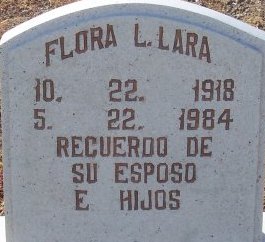 FLORA L. LARA
10. 22. 1918
5. 22. 1984
RECUERDO DE
SU ESPOSO
E HIJOS